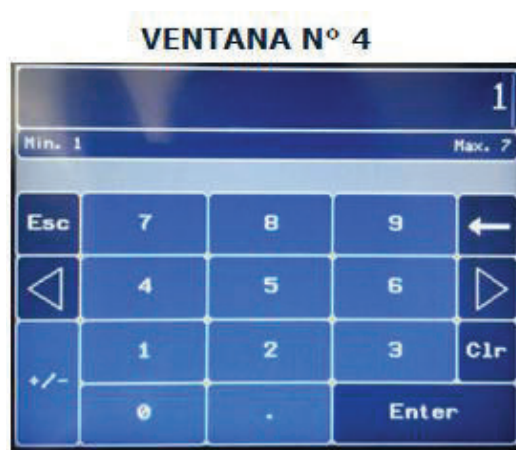 VENTANA Nº 4
1
Min. 1 Max. 7
Esc 7 8 9
4 5 6
1 2 3 Clr
+/-
0 . Enter